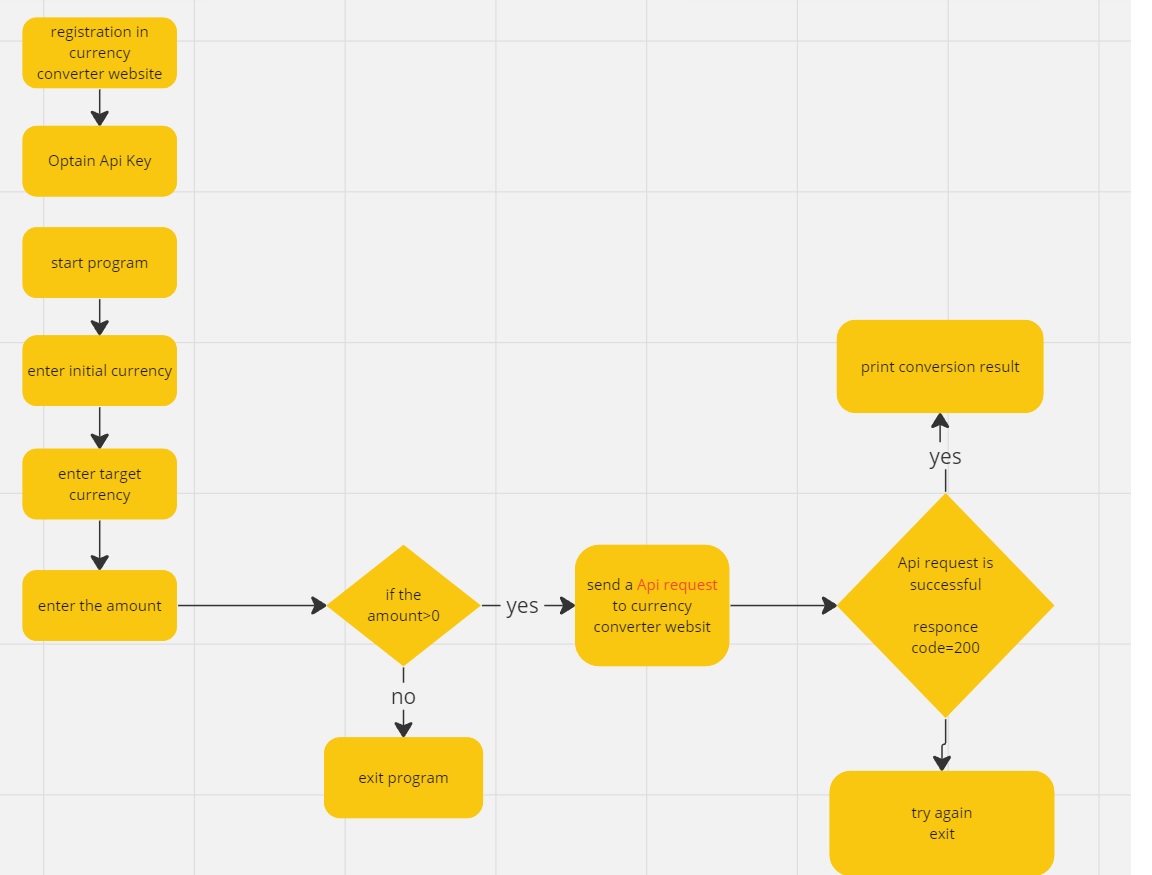 registration in
currency
converter website
Optain Api Key
start program
enter initial currency
enter target
currency
enter the amount
if the
amount>0
yes
no
exit program
send a Api request
to currency
converter websit
Api request is
successful
responce
code=200
yes
print conversion result
try again
exit